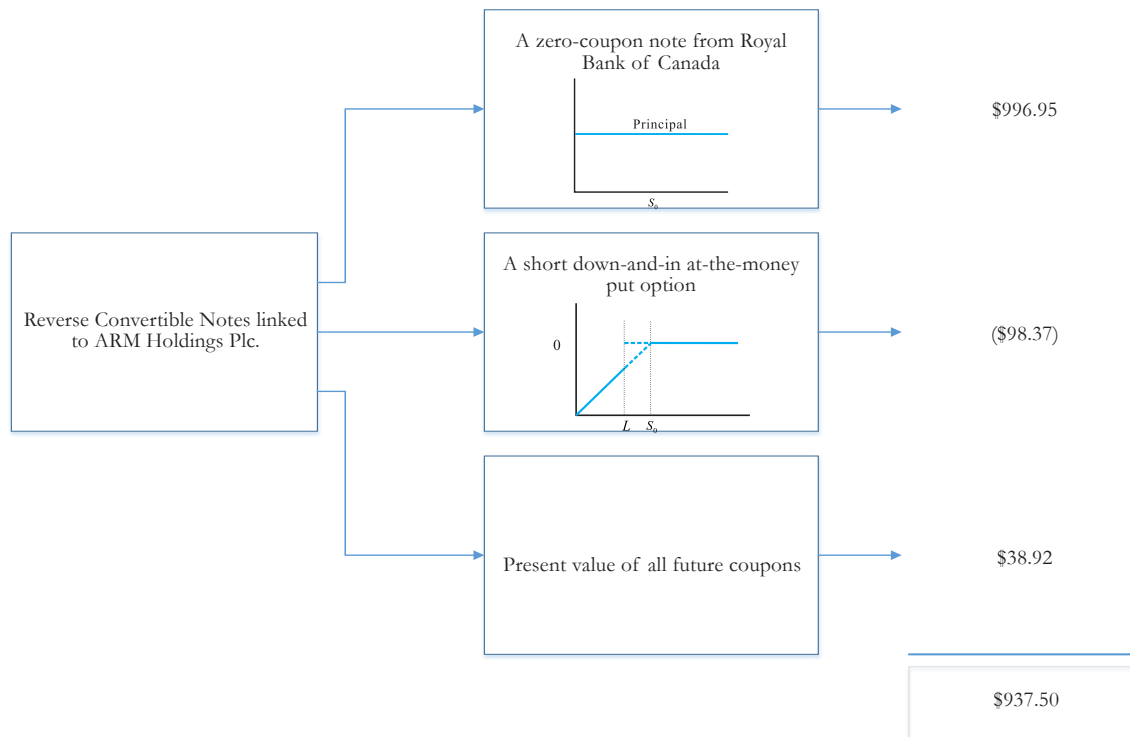 A zero-coupon note from Royal
Bank of Canada
Principal
S₀
$996.95
Reverse Convertible Notes linked
to ARM Holdings Plc.
A short down-and-in at-the-money
put option
0
L S₀
($98.37)
Present value of all future coupons
$38.92
$937.50